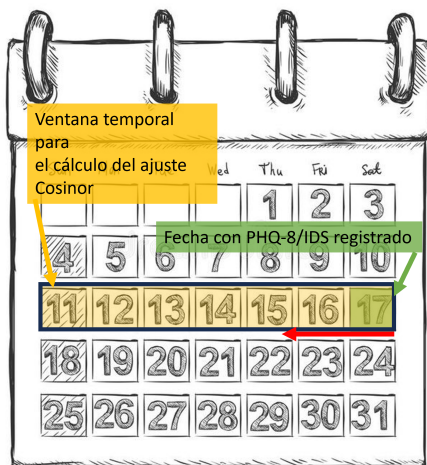 Ventana temporal
para
el cálculo del ajuste
Cosinor
Wed Thu Fri Sat
1 2 3
Fecha con PHQ-8/IDS registrado
4 5 6 7 8 9 10
11 12 13 14 15 16 17
18 19 20 21 22 23 24
25 26 27 28 29 30 31